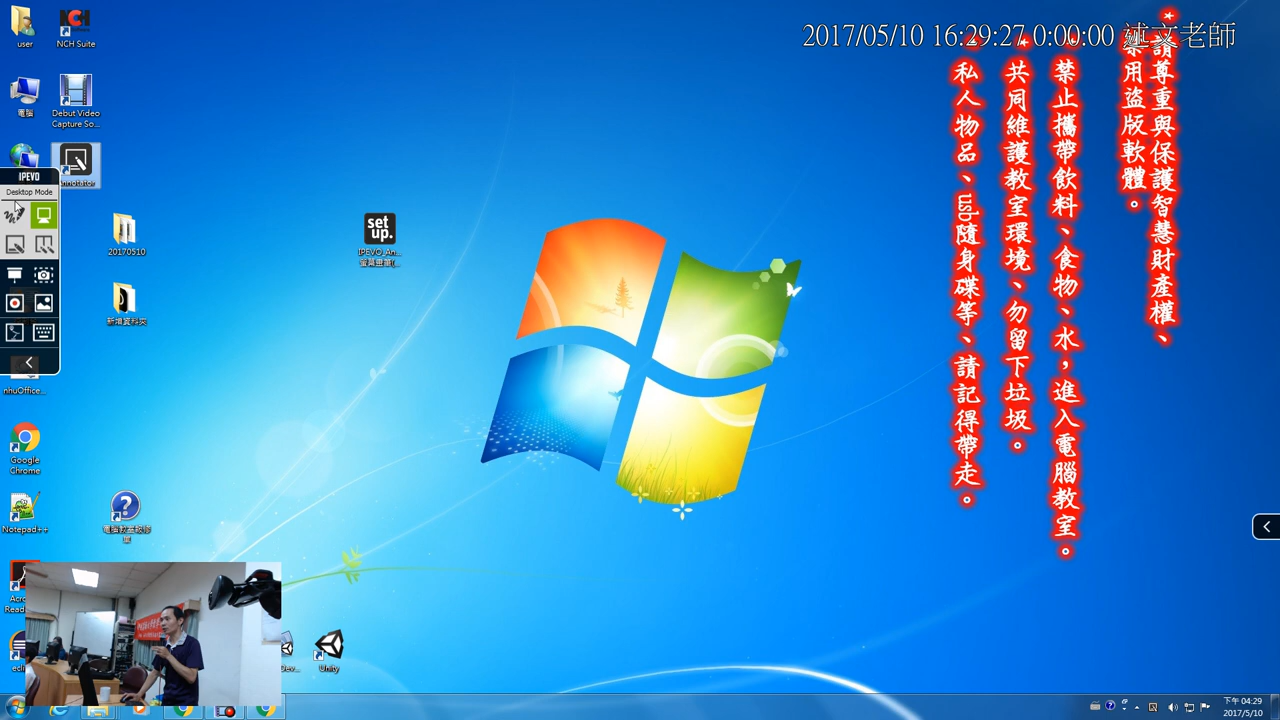 2017/05/10 16:29:27 0:00:00 述文老師
*請尊重與保護智慧財產權、
禁用盜版軟體。
*禁止攜帶飲料、食物、水，進入電腦教室。
*共同維護教室環境、勿留下垃圾。
*私人物品、usb隨身碟等、請記得帶走。
user
NCH Suite
電腦
Debut Video
Capture So...
Annotator
IPEVO
Desktop Mode
20170510
set
up.
IPEVO_An...
新增資料夾
nhuOffice...
Google
Chrome
Notepad++
Unity
下午 04:29
2017/5/10